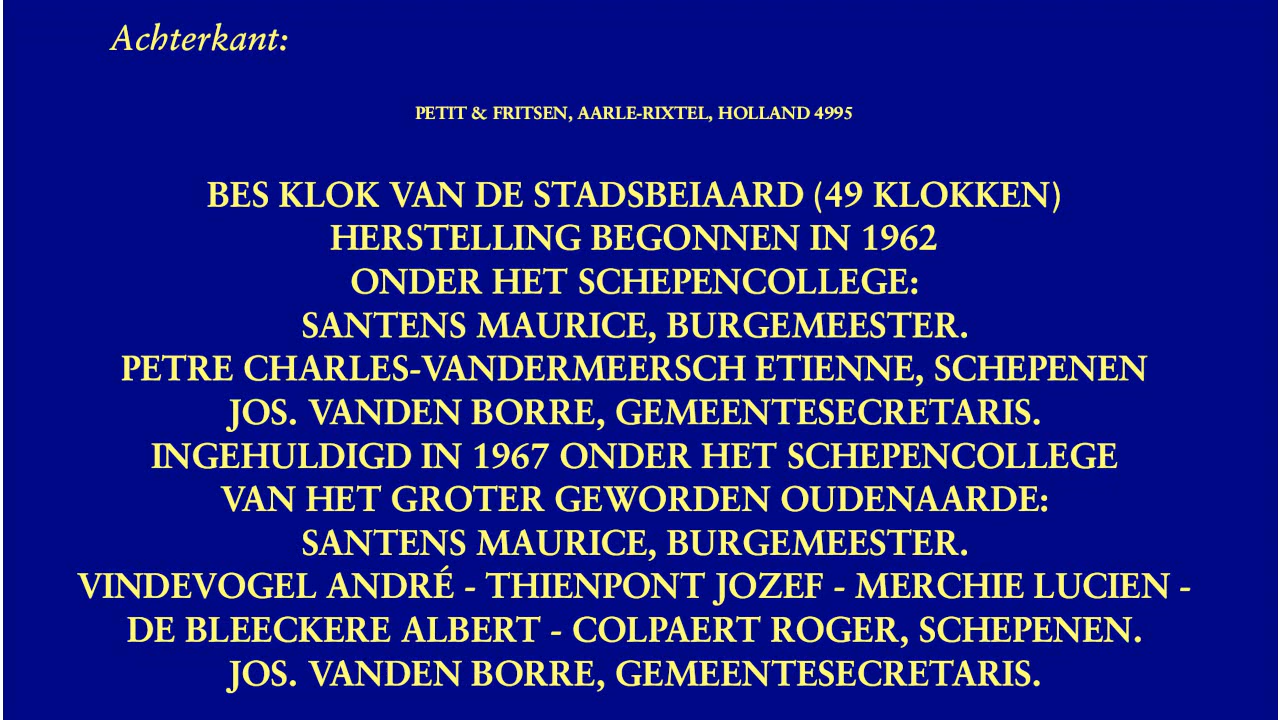 Achterkant:
PETIT & FRITSEN, AARLE-RIXTEL, HOLLAND 4995
BES KLOK VAN DE STADSBEIAARD (49 KLOKKEN)
HERSTELLING BEGONNEN IN 1962
ONDER HET SCHEPENCOLLEGE:
SANTENS MAURICE, BURGEMEESTER.
PETRE CHARLES-VANDERMEERSCH ETIENNE, SCHEPENEN
JOS. VANDEN BORRE, GEMEENTESECRETARIS.
INGEHULDIGD IN 1967 ONDER HET SCHEPENCOLLEGE
VAN HET GROTER GEWORDEN OUDENAARDE:
SANTENS MAURICE, BURGEMEESTER.
VINDEVOGEL ANDRÉ - THIENPONT JOZEF - MERCHIE LUCIEN -
DE BLEECKERE ALBERT - COLPAERT ROGER, SCHEPENEN.
JOS. VANDEN BORRE, GEMEENTESECRETARIS.